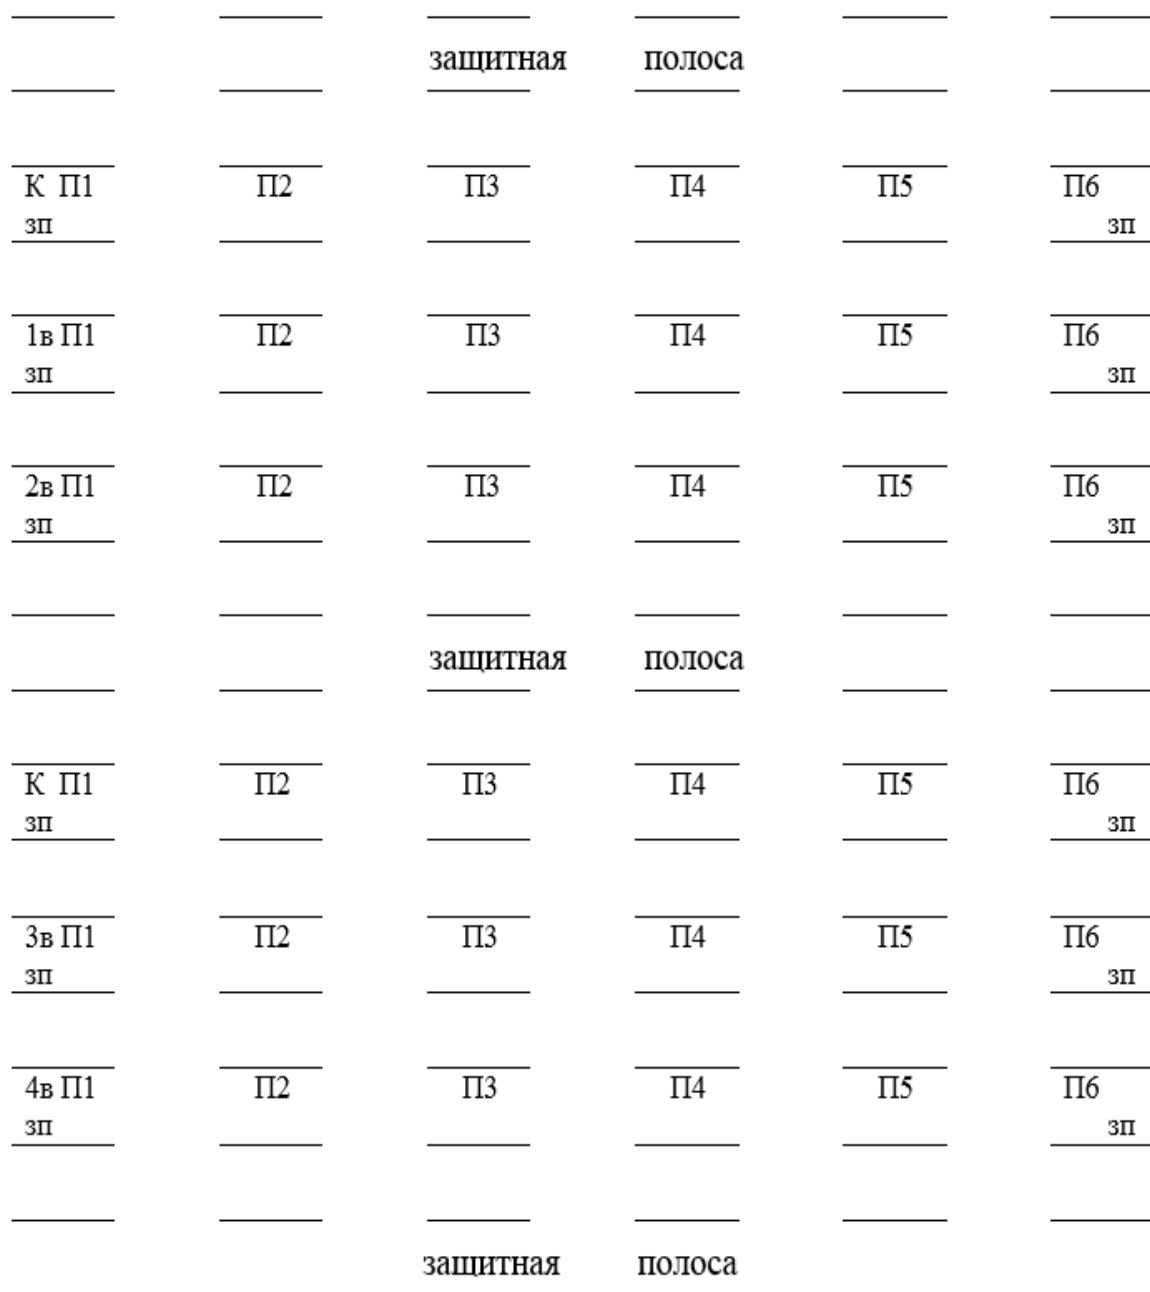 защитная полоса
К П1 П2 П3 П4 П5 П6
зп зп
1в П1 П2 П3 П4 П5 П6
зп зп
2в П1 П2 П3 П4 П5 П6
зп зп
защитная полоса
К П1 П2 П3 П4 П5 П6
зп зп
3в П1 П2 П3 П4 П5 П6
зп зп
4в П1 П2 П3 П4 П5 П6
зп зп
защитная полоса